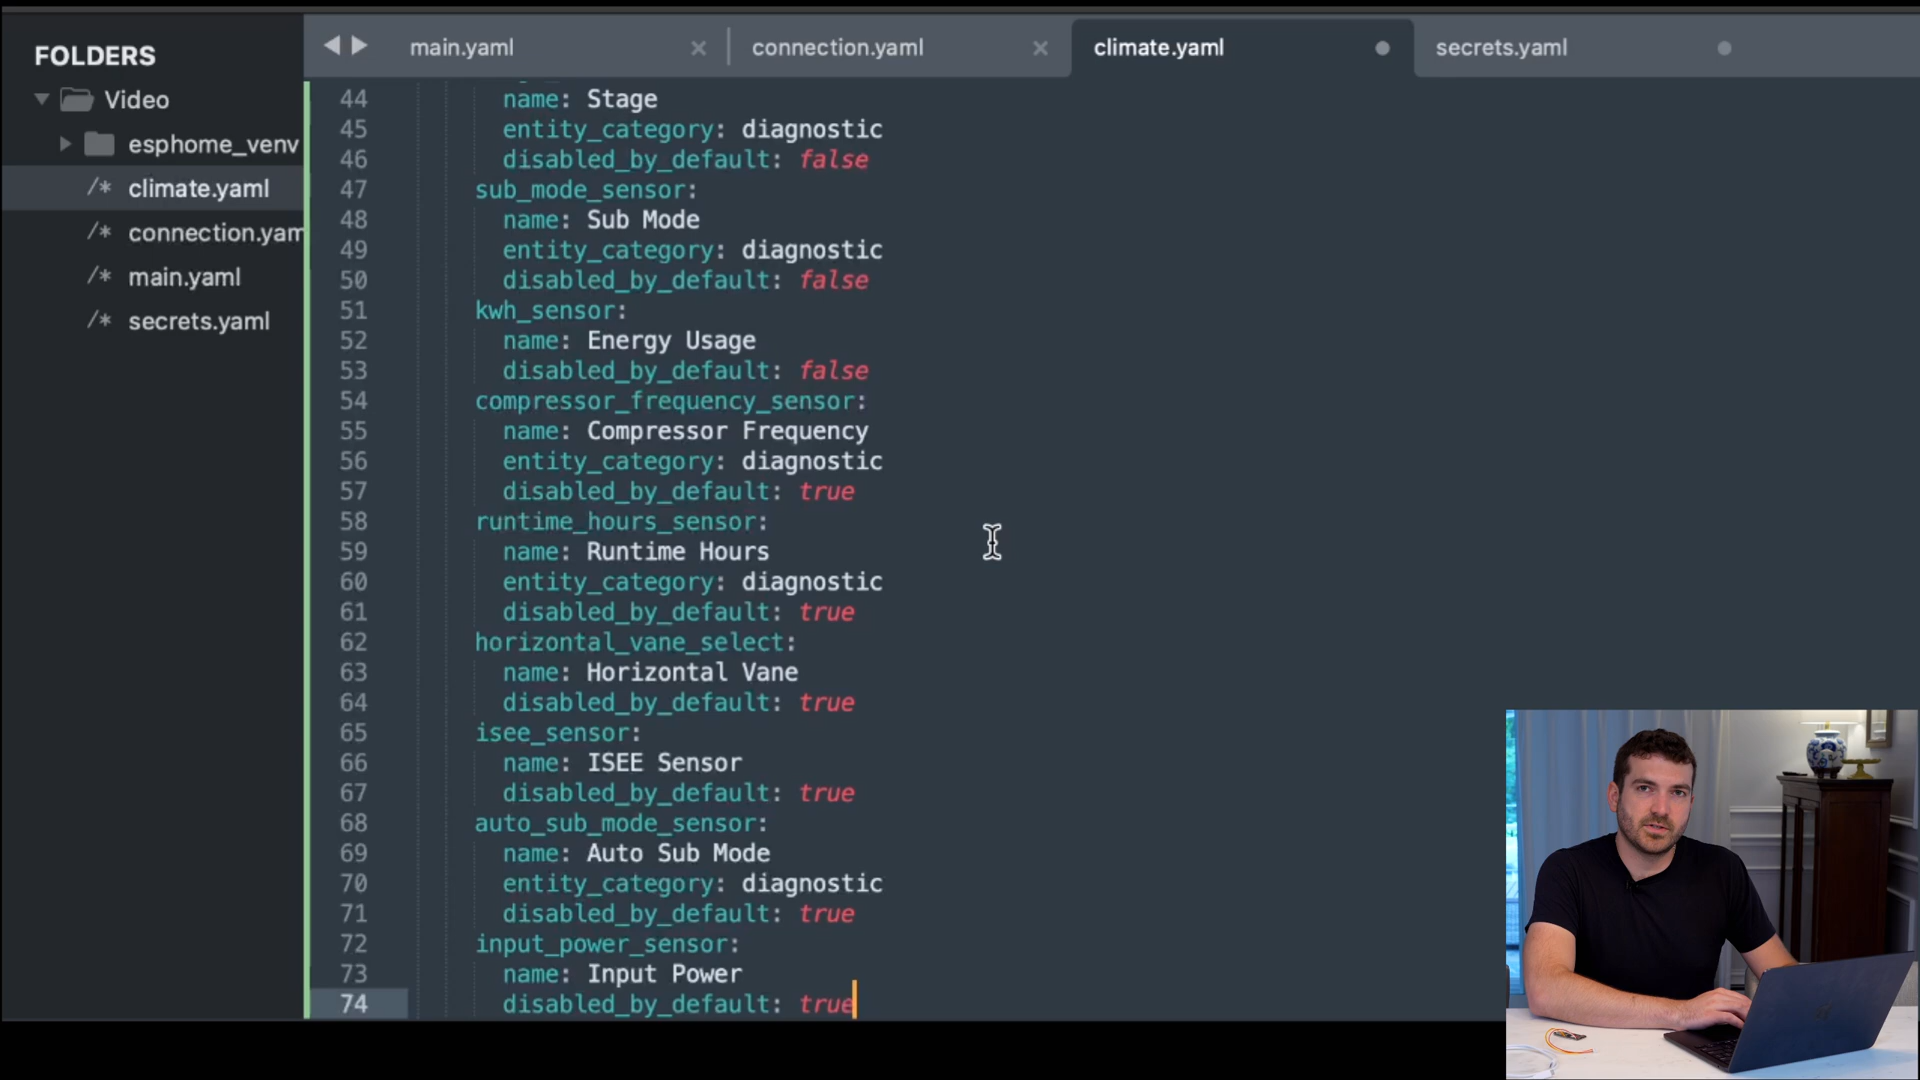 FOLDERS
Video
esphome_venv
climate.yaml
connection.yam
main.yaml
secrets.yaml
main.yaml × connection.yaml × climate.yaml secrets.yaml
44 name: Stage
45 entity_category: diagnostic
46 disabled_by_default: false
47 sub_mode_sensor:
48 name: Sub Mode
49 entity_category: diagnostic
50 disabled_by_default: false
51 kwh_sensor:
52 name: Energy Usage
53 disabled_by_default: false
54 compressor_frequency_sensor:
55 name: Compressor Frequency
56 entity_category: diagnostic
57 disabled_by_default: true
58 runtime_hours_sensor:
59 name: Runtime Hours
60 entity_category: diagnostic
61 disabled_by_default: true
62 horizontal_vane_select:
63 name: Horizontal Vane
64 disabled_by_default: true
65 isee_sensor:
66 name: ISEE Sensor
67 disabled_by_default: true
68 auto_sub_mode_sensor:
69 name: Auto Sub Mode
70 entity_category: diagnostic
71 disabled_by_default: true
72 input_power_sensor:
73 name: Input Power
74 disabled_by_default: true